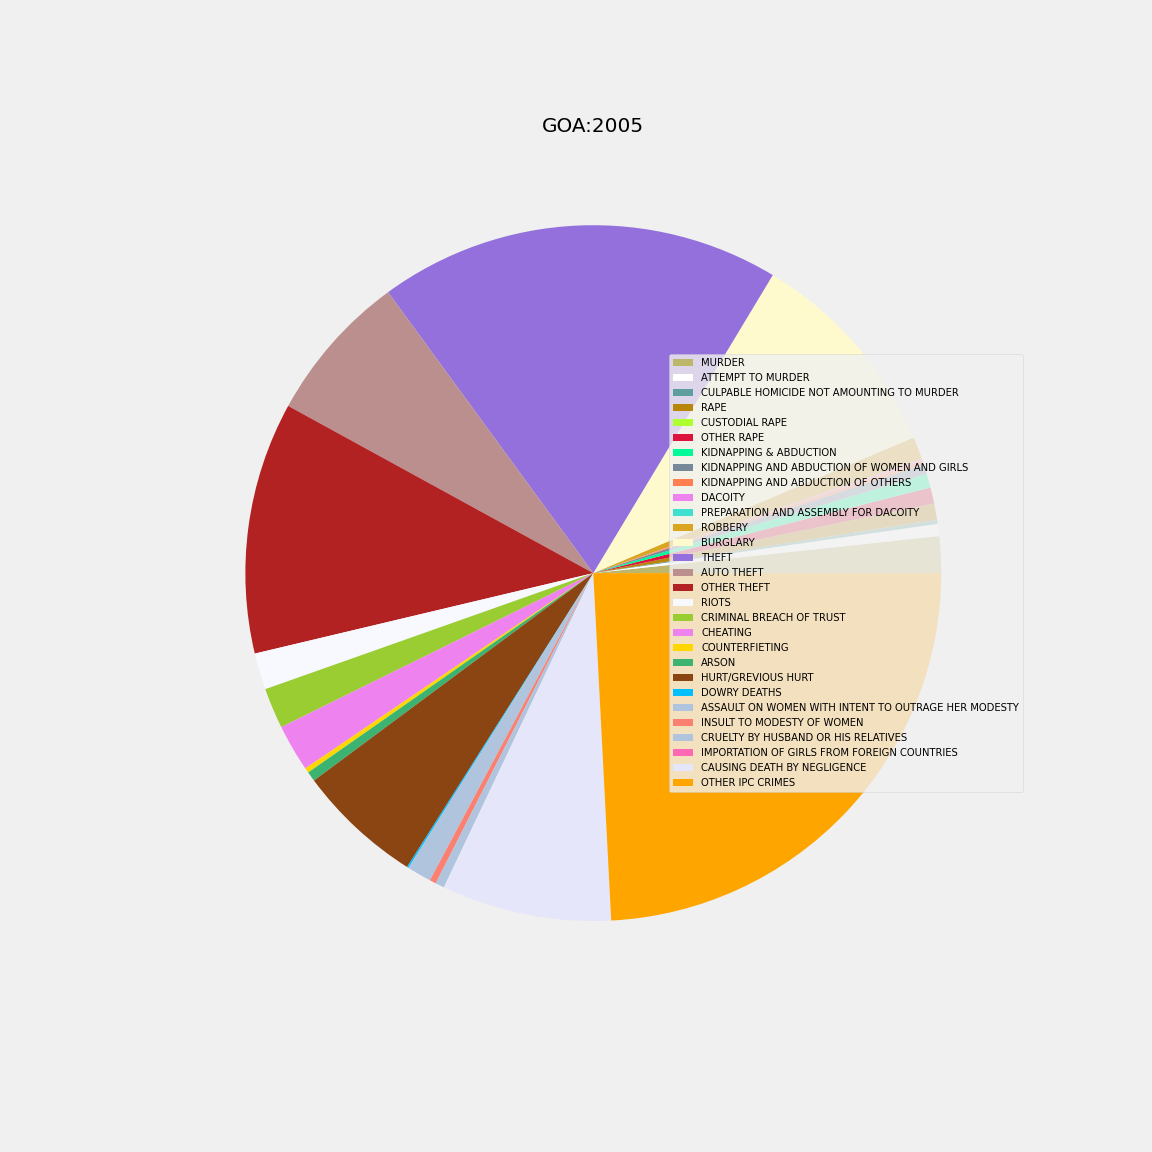 GOA:2005
MURDER
ATTEMPT TO MURDER
CULPABLE HOMICIDE NOT AMOUNTING TO MURDER
RAPE
CUSTODIAL RAPE
OTHER RAPE
KIDNAPPING & ABDUCTION
KIDNAPPING AND ABDUCTION OF WOMEN AND GIRLS
KIDNAPPING AND ABDUCTION OF OTHERS
DACOITY
PREPARATION AND ASSEMBLY FOR DACOITY
ROBBERY
BURGLARY
THEFT
AUTO THEFT
OTHER THEFT
RIOTS
CRIMINAL BREACH OF TRUST
CHEATING
COUNTERFIETING
ARSON
HURT/GREVIOUS HURT
DOWRY DEATHS
ASSAULT ON WOMEN WITH INTENT TO OUTRAGE HER MODESTY
INSULT TO MODESTY OF WOMEN
CRUELTY BY HUSBAND OR HIS RELATIVES
IMPORTATION OF GIRLS FROM FOREIGN COUNTRIES
CAUSING DEATH BY NEGLIGENCE
OTHER IPC CRIMES